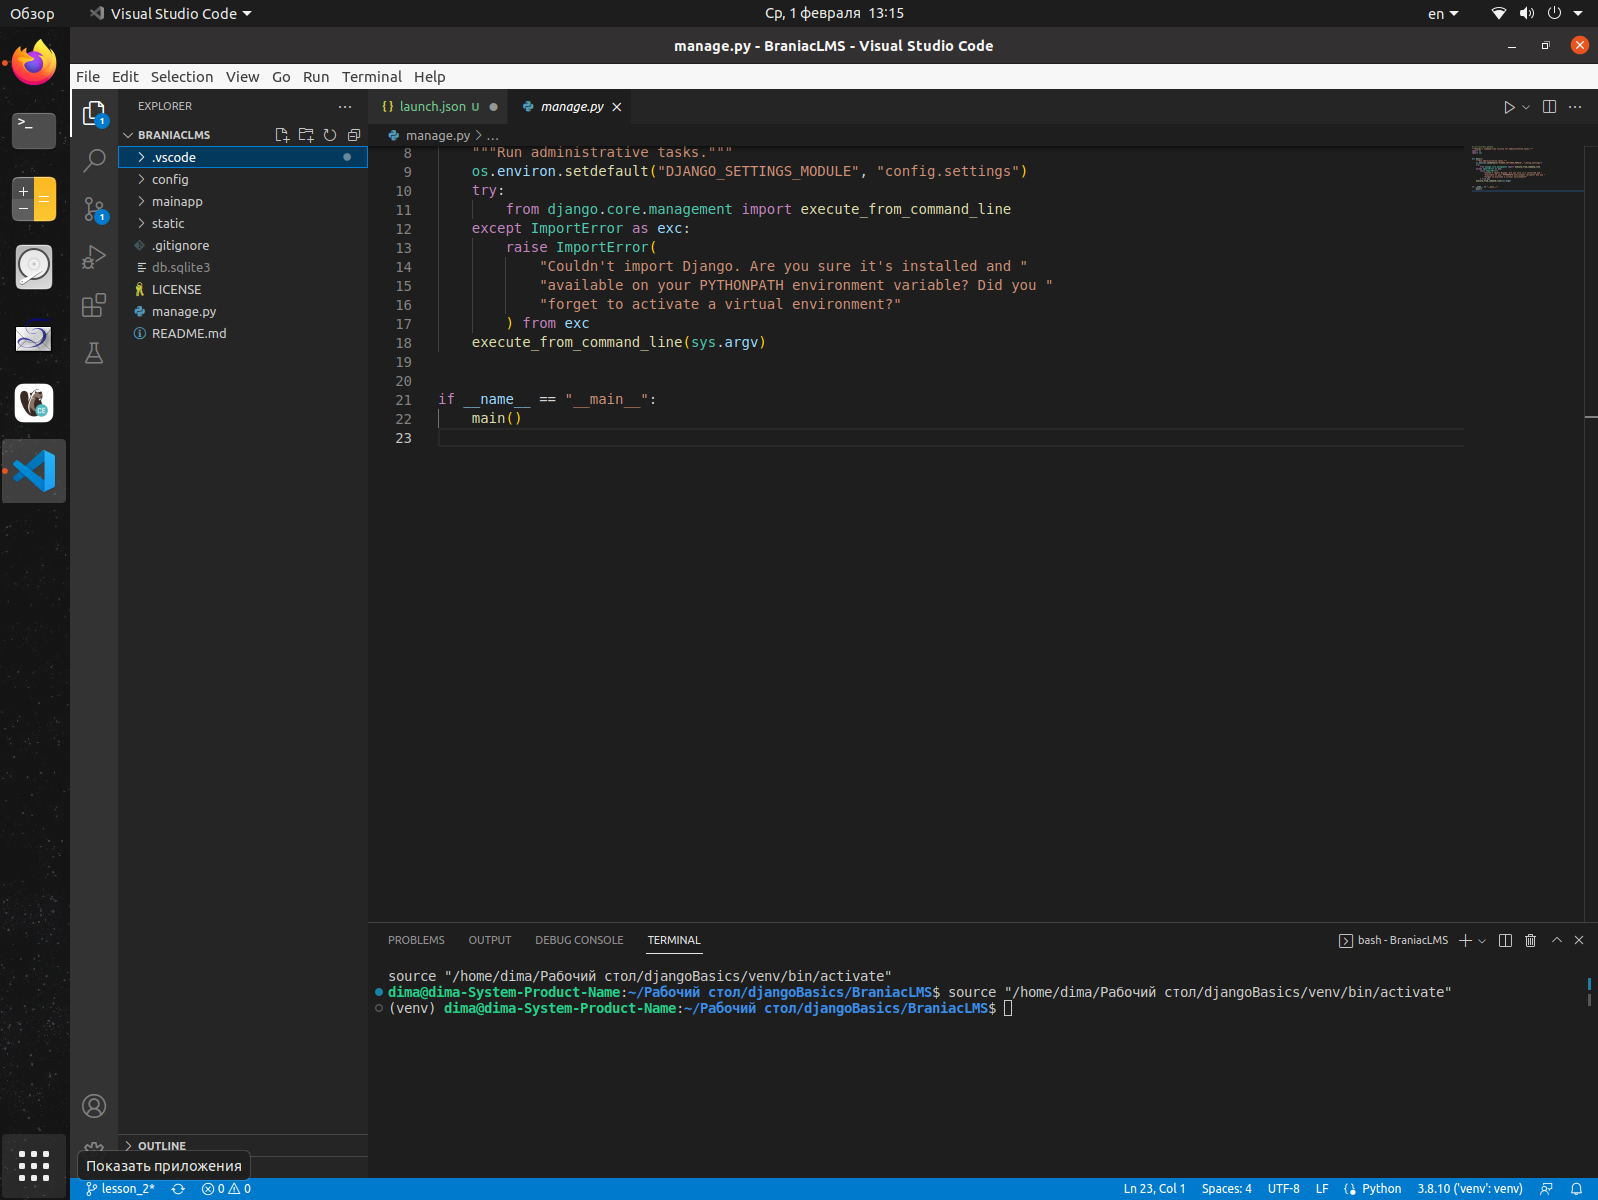 Обзор
Visual Studio Code
Ср, 1 февраля 13:15
en
manage.py - BraniacLMS - Visual Studio Code
File Edit Selection View Go Run Terminal Help
EXPLORER
BRANIACLMS
.vscode
config
mainapp
static
.gitignore
db.sqlite3
LICENSE
manage.py
README.md
OUTLINE
1
1
launch.json U
manage.py
manage.py > ...
8 """Run administrative tasks."""
9 os.environ.setdefault("DJANGO_SETTINGS_MODULE", "config.settings")
10 try:
11 from django.core.management import execute_from_command_line
12 except ImportError as exc:
13 raise ImportError(
14 "Couldn't import Django. Are you sure it's installed and "
15 "available on your PYTHONPATH environment variable? Did you "
16 "forget to activate a virtual environment?"
17 ) from exc
18 execute_from_command_line(sys.argv)
19
20
21 if __name__ == "__main__":
22 main()
23
PROBLEMS OUTPUT DEBUG CONSOLE TERMINAL
bash - BraniacLMS
source "/home/dima/Рабочий стол/djangoBasics/venv/bin/activate"
dima@dima-System-Product-Name:~/Рабочий стол/djangoBasics/BraniacLMS$ source "/home/dima/Рабочий стол/djangoBasics/venv/bin/activate"
(venv) dima@dima-System-Product-Name:~/Рабочий стол/djangoBasics/BraniacLMS$
Показать приложения
lesson_2* 0 0
Ln 23, Col 1 Spaces: 4 UTF-8 LF Python 3.8.10 ('venv': venv)